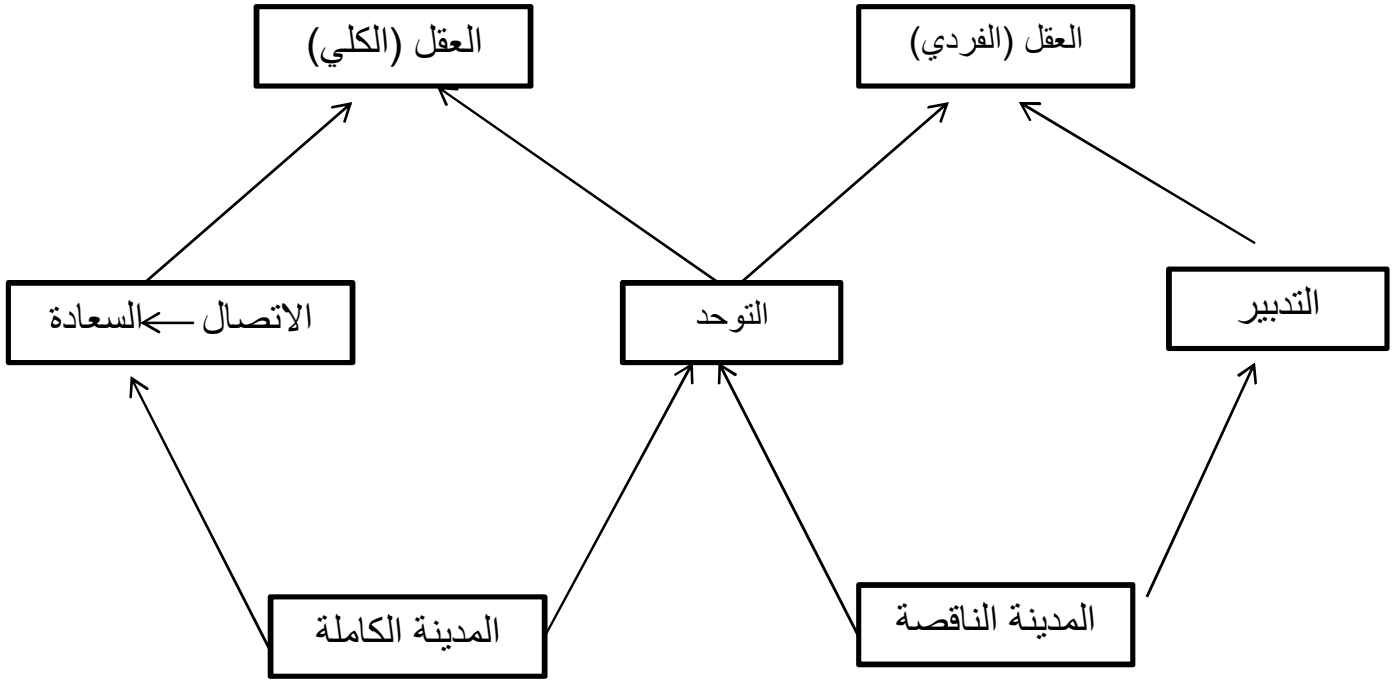 العقل (الفردي)
العقل (الكلي)
التدبير
التوحد
الاتصال ← السعادة
المدينة الناقصة
المدينة الكاملة